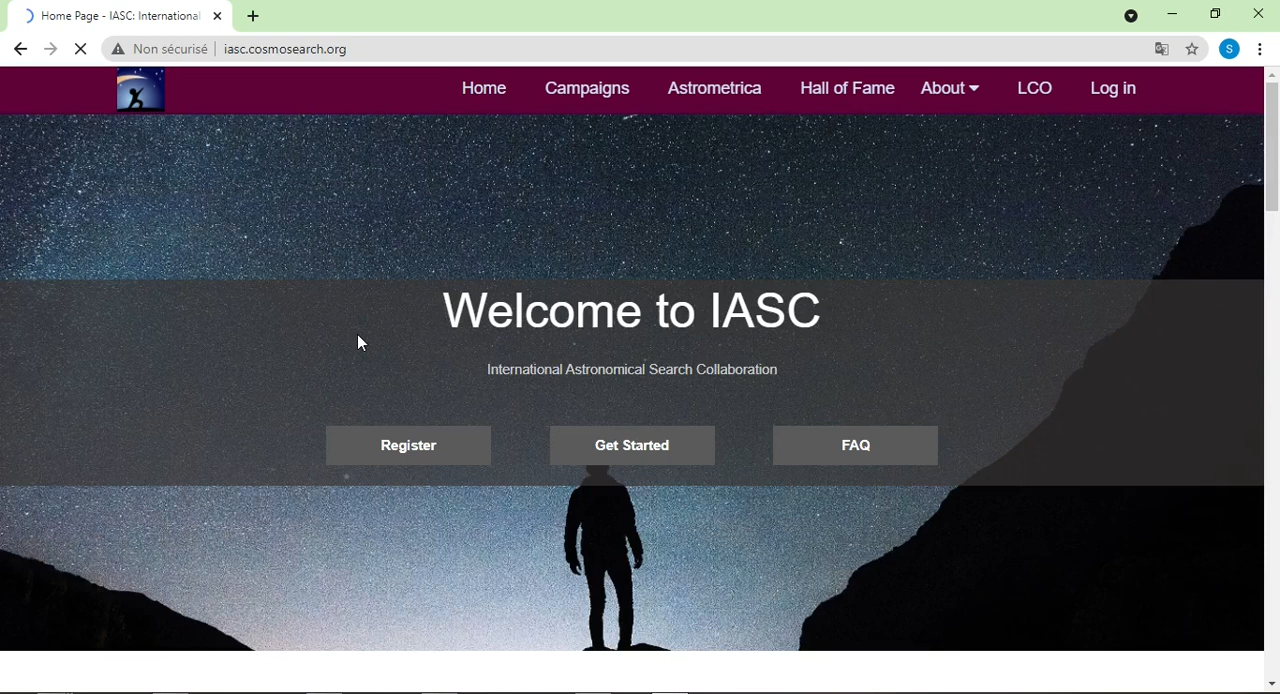 Home Page - IASC: International
Non sécurisé iasc.cosmosearch.org S
Home Campaigns Astrometrica Hall of Fame About LCO Log in
Welcome to IASC
International Astronomical Search Collaboration
Register Get Started FAQ